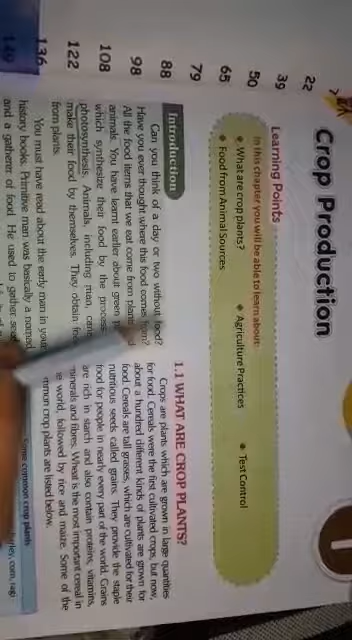 22
39
50
65
79
88
98
108
122
136
149
1
Crop Production
Learning Points
In this chapter you will be able to learn about:
What are crop plants?
Agriculture Practices
Test Control
Food from Animal Sources
Introduction
Can you think of a day or two without food?
Have you ever thought where this food comes from?
All the food items that we eat come from plants
animals. You have learnt earlier about green
which synthesize their food by the process
photosynthesis. Animals, including man,
make their food by themselves. They obtain
from plants.
You must have read about the early man in your
history books. Primitive man was basically a nomad
and a gatherer of food. He used to gather
1.1 WHAT ARE CROP PLANTS?
Crops are plants which are grown in large quantities
for food. Cereals were the first cultivated crops, but now,
about a hundred different kinds of plants are grown for
food. Cereals are tall grasses, which are cultivated for their
nutritious seeds called grains. They provide the staple
food for people in nearly every part of the world. Grains
are rich in starch and also contain proteins, vitamins,
minerals and fibres. Wheat is the most important cereal in
world, followed by rice and maize. Some of the
crop plants are listed below.
Some common crop plants
corn, ragi